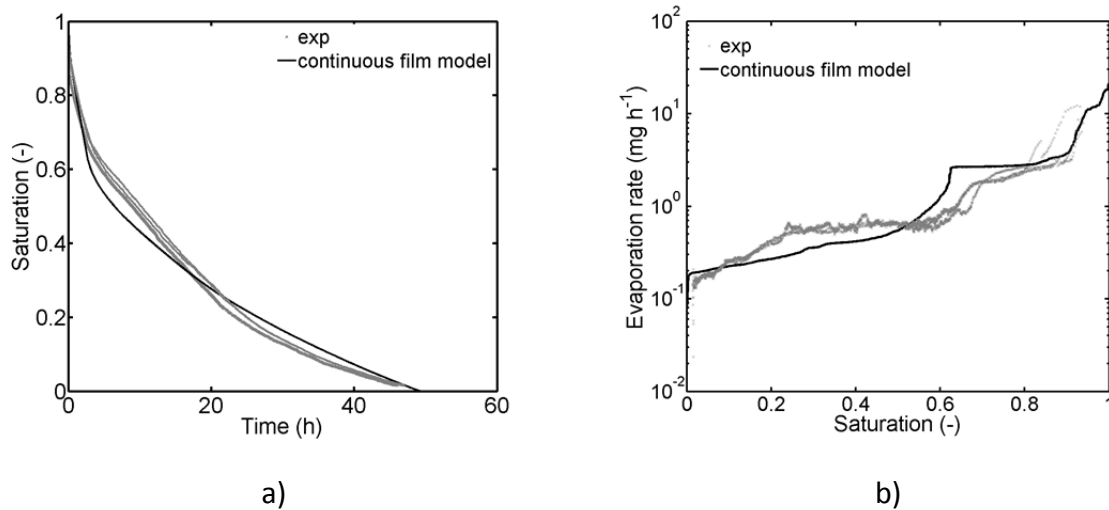 1
exp
continuous film model
0.8
0.6
0.4
0.2
0
Saturation (-)
0 20 40 60
Time (h)
a)
10^2
exp
continuous film model
10^1
10^0
10^-1
10^-2
Evaporation rate (mg h^-1)
0 0.2 0.4 0.6 0.8 1
Saturation (-)
b)